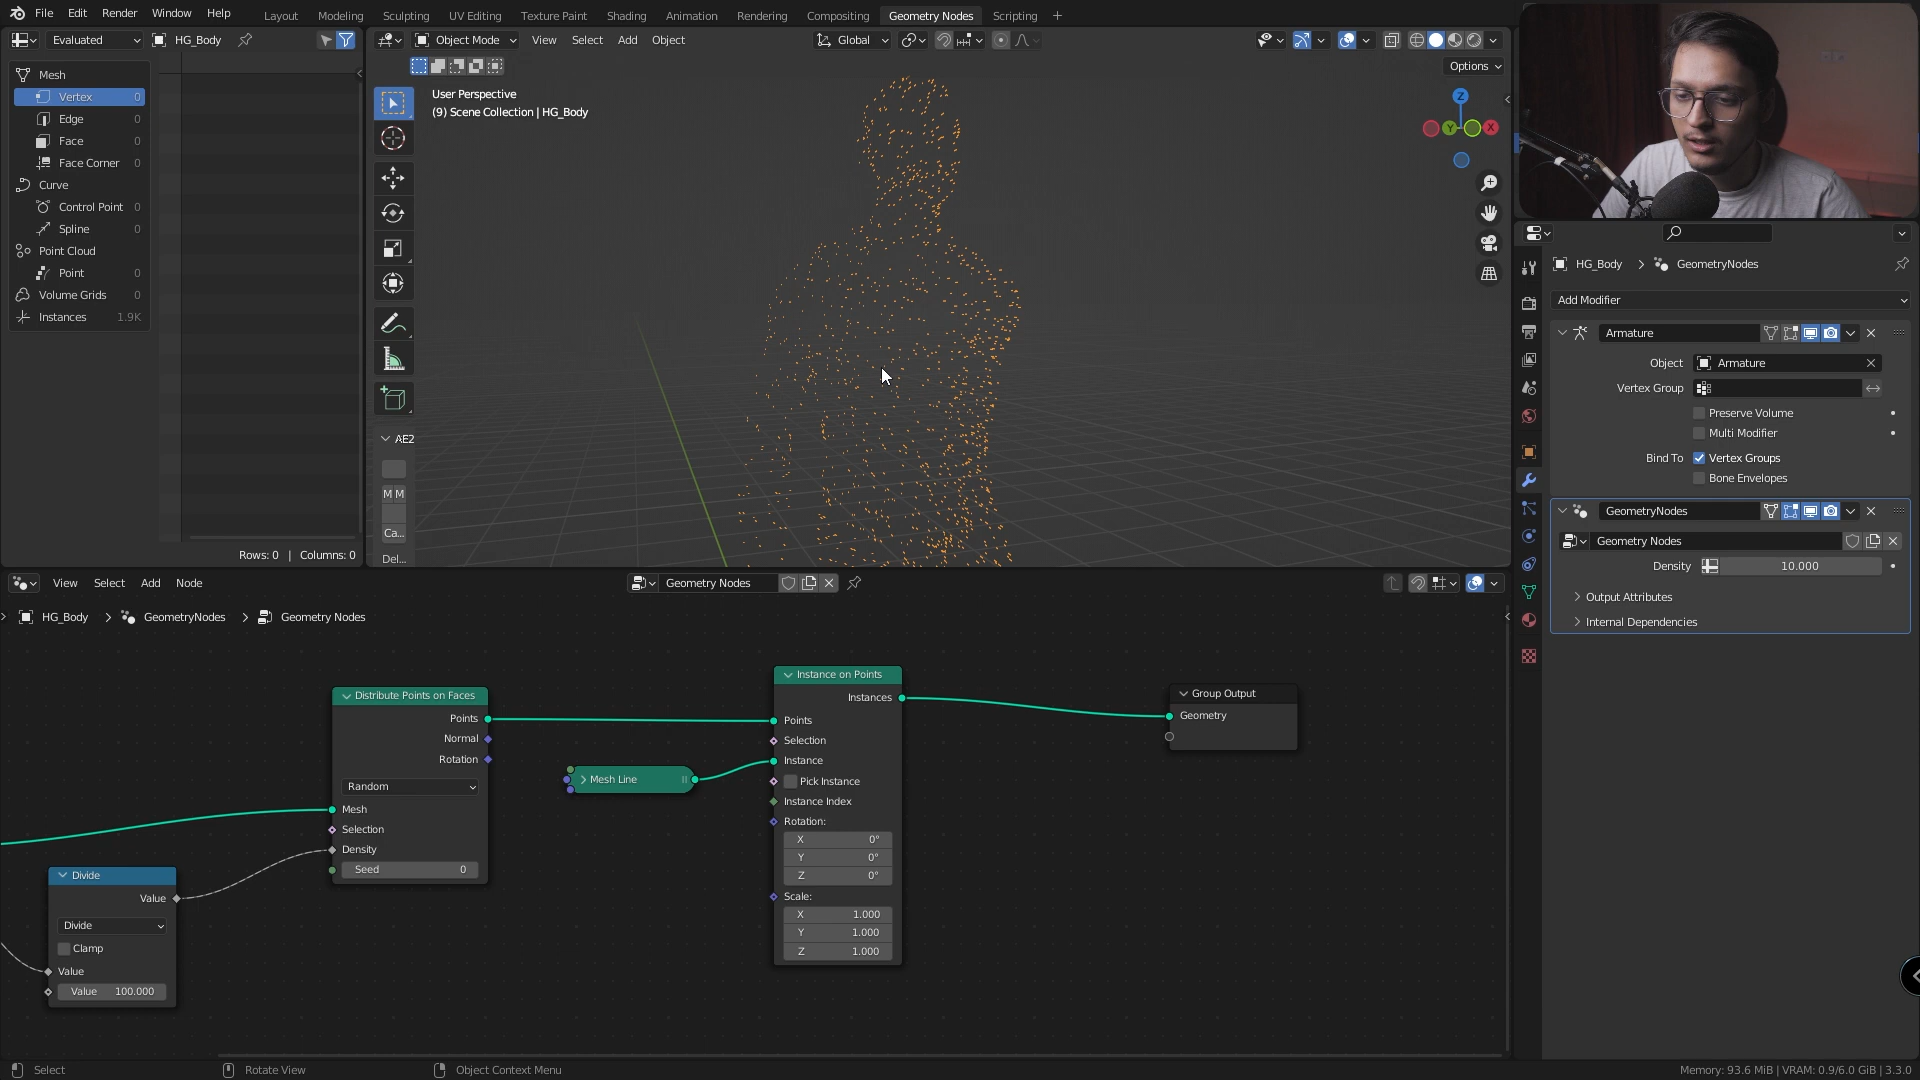 File Edit Render Window Help
Layout Modeling Sculpting UV Editing Texture Paint Shading Animation Rendering Compositing Geometry Nodes Scripting +
Evaluated HG_Body
Mesh
Vertex 0
Edge 0
Face 0
Face Corner 0
Curve
Control Point 0
Spline 0
Point Cloud
Point 0
Volume Grids 0
Instances 1.9K
Rows: 0 | Columns: 0
Object Mode View Select Add Object Global
Options
User Perspective
(9) Scene Collection | HG_Body
Z
Y
X
AE2
M M
Ca...
Del...
HG_Body > GeometryNodes
Add Modifier
Armature
Object Armature
Vertex Group
Preserve Volume
Multi Modifier
Bind To Vertex Groups
Bone Envelopes
GeometryNodes
Geometry Nodes
Density 10.000
Output Attributes
Internal Dependencies
View Select Add Node Geometry Nodes
HG_Body > GeometryNodes > Geometry Nodes
Distribute Points on Faces
Points
Normal
Rotation
Random
Mesh
Selection
Density
Seed 0
Divide
Value
Divide
Clamp
Value
Value 100.000
Mesh Line
Instance on Points
Instances
Points
Selection
Instance
Pick Instance
Instance Index
Rotation:
X 0°
Y 0°
Z 0°
Scale:
X 1.000
Y 1.000
Z 1.000
Group Output
Geometry
Select Rotate View Object Context Menu
Memory: 93.6 MiB | VRAM: 0.9/6.0 GiB | 3.3.0